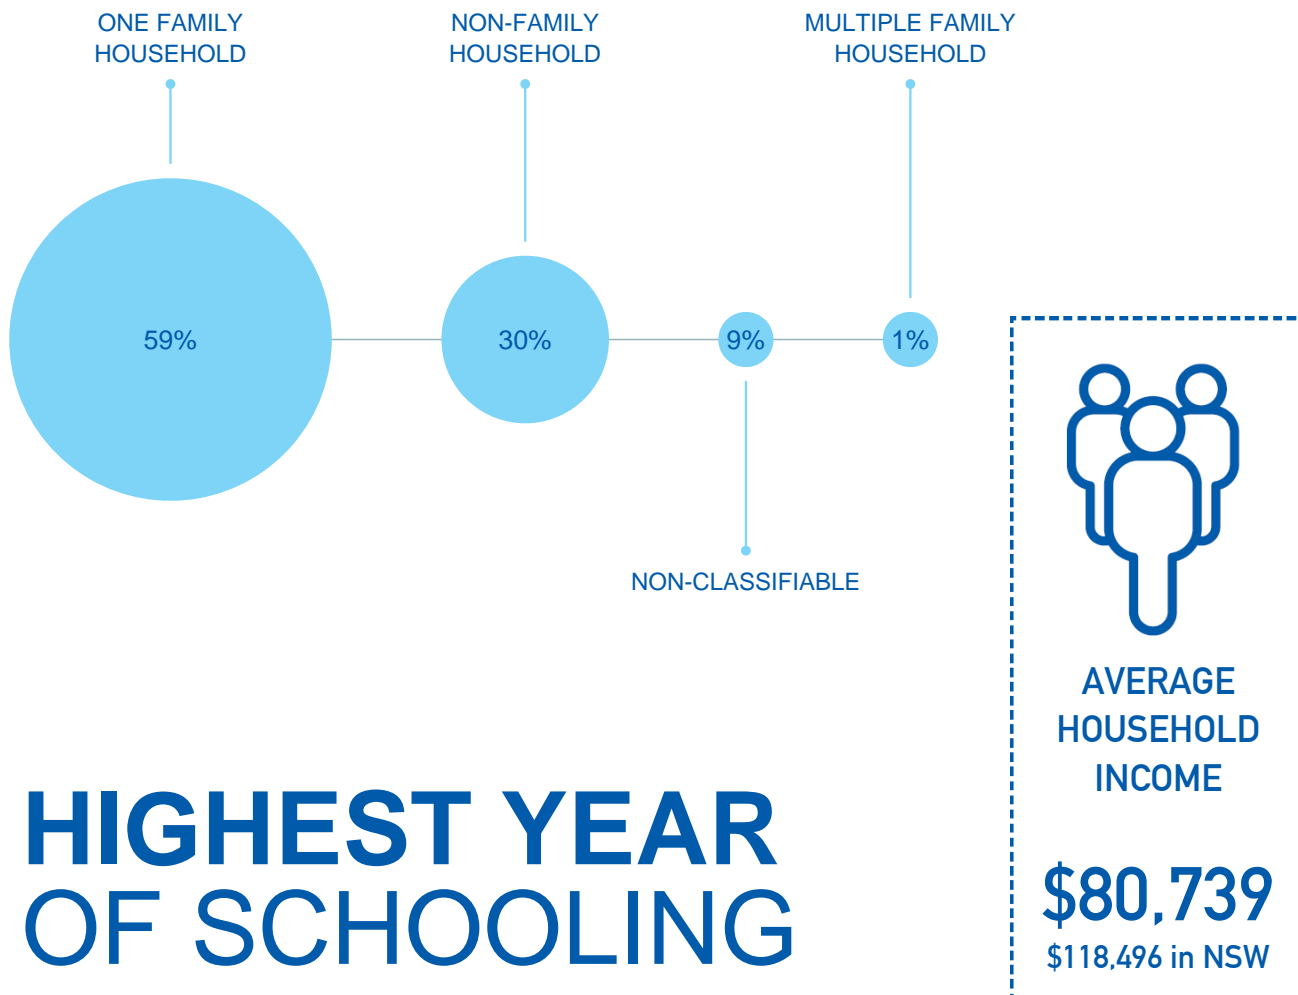 ONE FAMILY
HOUSEHOLD
NON-FAMILY
HOUSEHOLD
MULTIPLE FAMILY
HOUSEHOLD
59%
30%
9%
1%
NON-CLASSIFIABLE
AVERAGE
HOUSEHOLD
INCOME
$80,739
$118,496 in NSW
HIGHEST YEAR
OF SCHOOLING